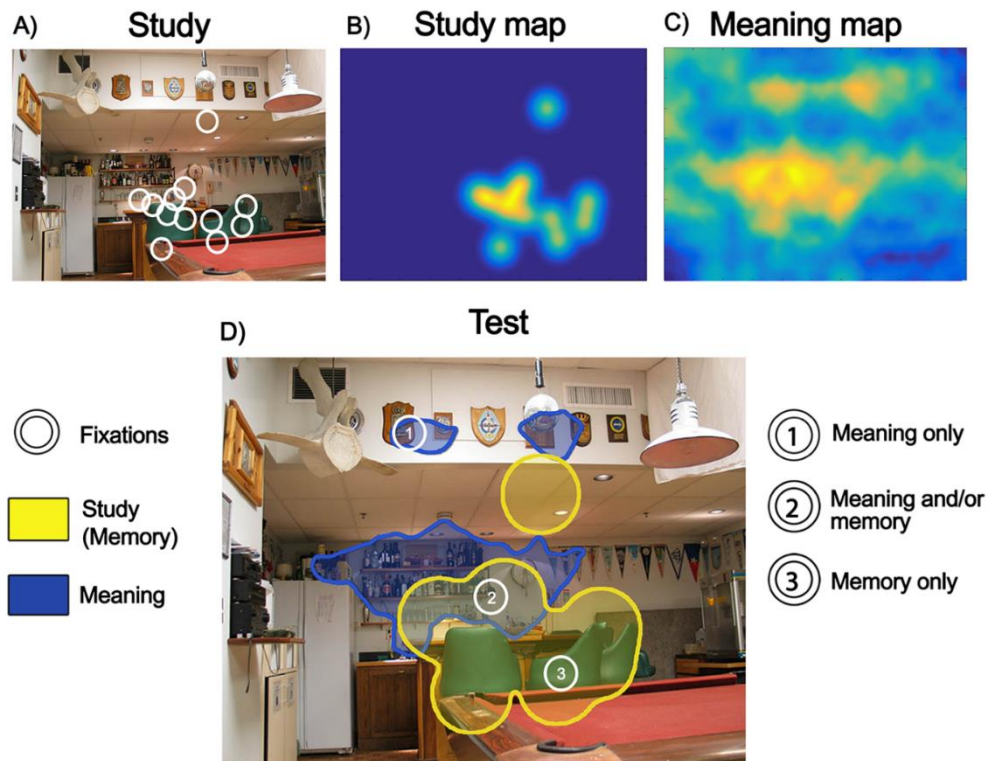 A)
Study
B)
Study map
C)
Meaning map
D)
Test
Fixations
Study
(Memory)
Meaning
1
2
3
1
Meaning only
2
Meaning and/or
memory
3
Memory only